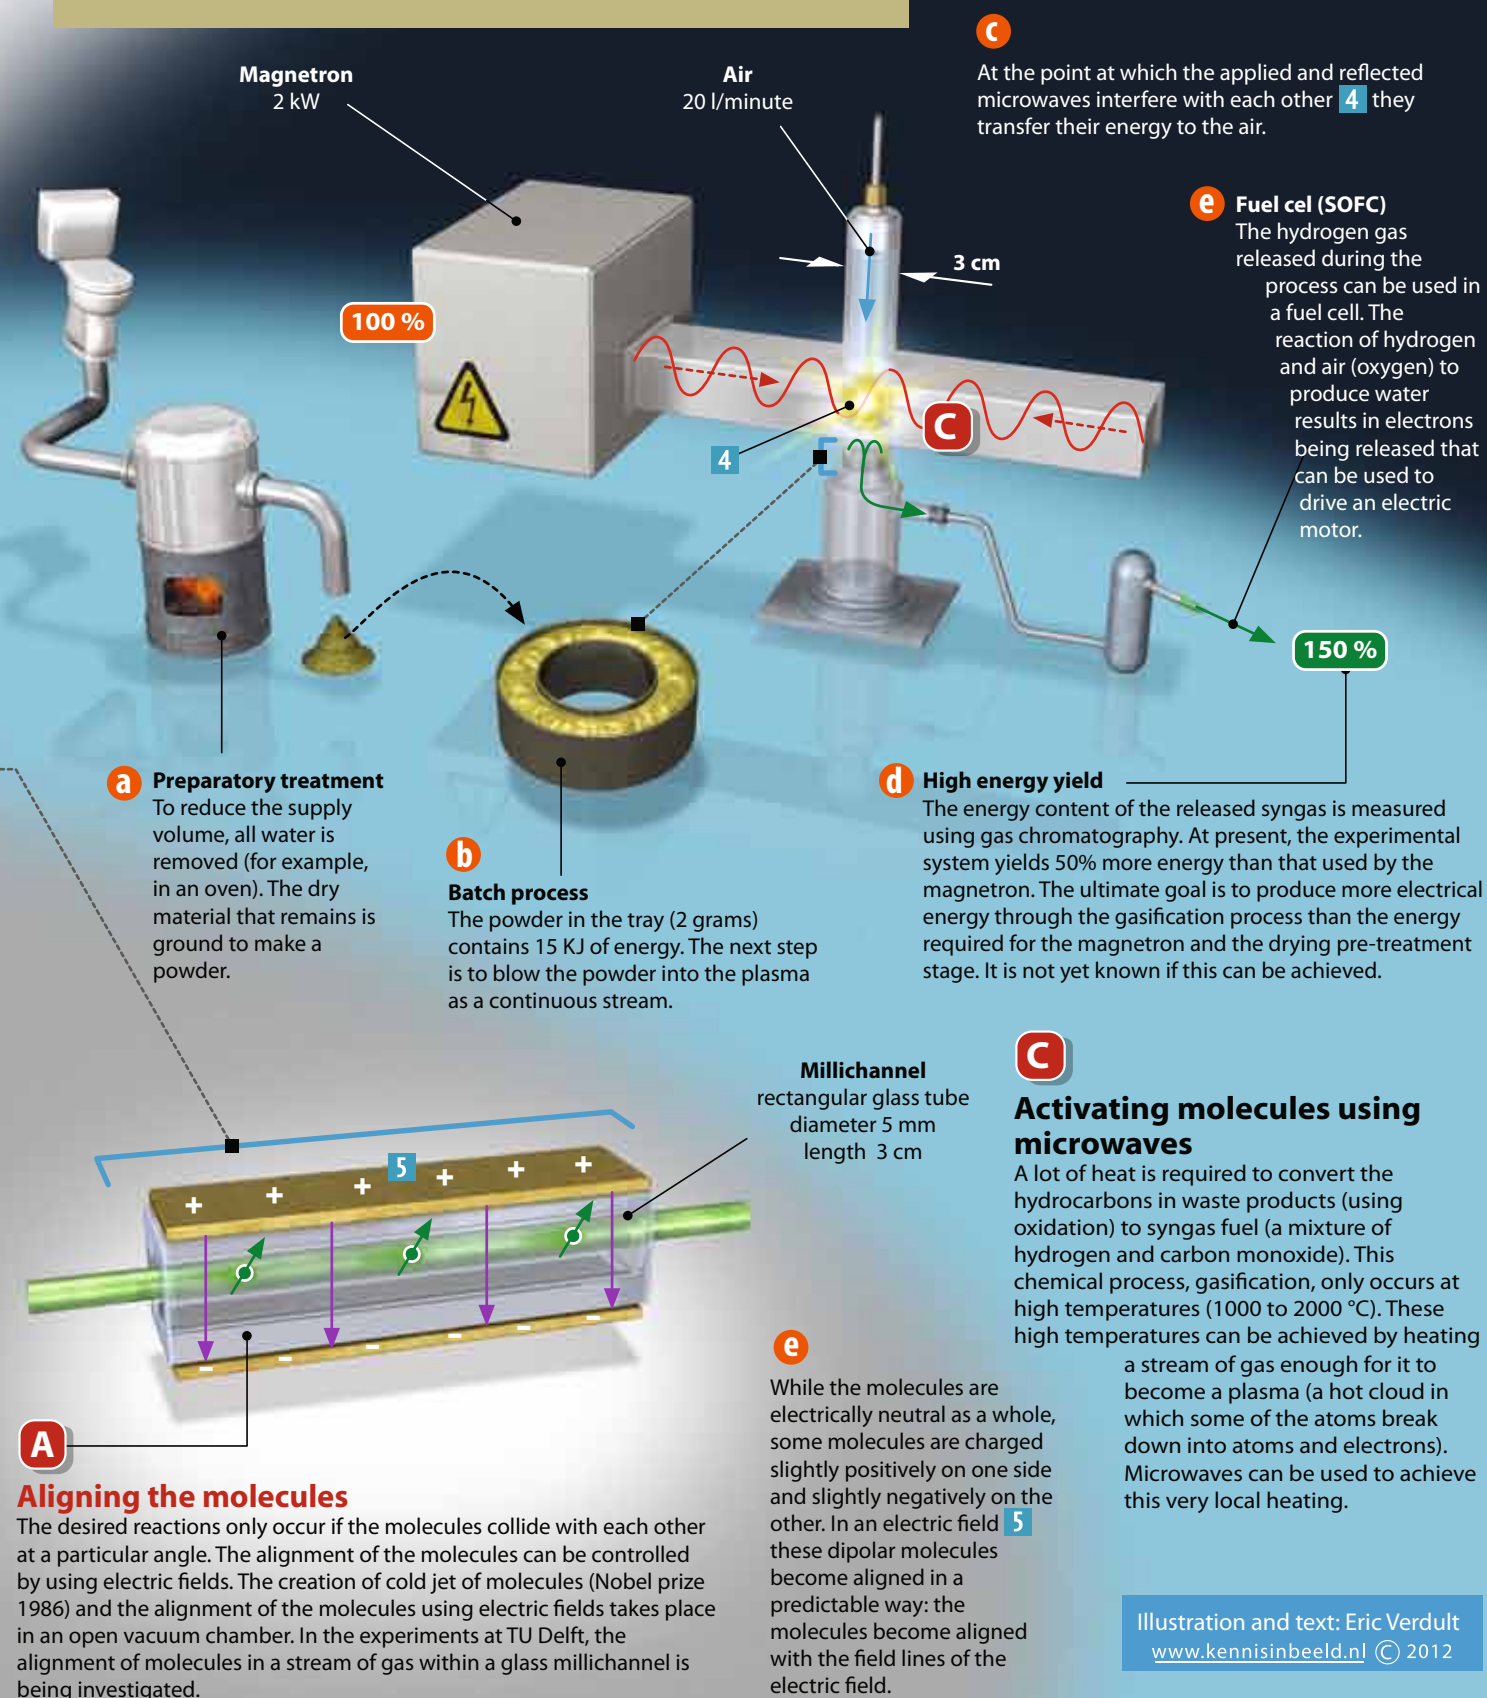 Magnetron
2 kW
Air
20 l/minute
c
At the point at which the applied and reflected
microwaves interfere with each other 4 they
transfer their energy to the air.
e Fuel cel (SOFC)
The hydrogen gas
released during the
process can be used in
a fuel cell. The
reaction of hydrogen
and air (oxygen) to
produce water
results in electrons
being released that
can be used to
drive an electric
motor.
3 cm
100 %
C
4
150 %
a Preparatory treatment
To reduce the supply
volume, all water is
removed (for example,
in an oven). The dry
material that remains is
ground to make a
powder.
b
Batch process
The powder in the tray (2 grams)
contains 15 KJ of energy. The next step
is to blow the powder into the plasma
as a continuous stream.
d High energy yield
The energy content of the released syngas is measured
using gas chromatography. At present, the experimental
system yields 50% more energy than that used by the
magnetron. The ultimate goal is to produce more electrical
energy through the gasification process than the energy
required for the magnetron and the drying pre-treatment
stage. It is not yet known if this can be achieved.
Millichannel
rectangular glass tube
diameter 5 mm
length 3 cm
C
Activating molecules using
microwaves
A lot of heat is required to convert the
hydrocarbons in waste products (using
oxidation) to syngas fuel (a mixture of
hydrogen and carbon monoxide). This
chemical process, gasification, only occurs at
high temperatures (1000 to 2000 °C). These
high temperatures can be achieved by heating
a stream of gas enough for it to
become a plasma (a hot cloud in
which some of the atoms break
down into atoms and electrons).
Microwaves can be used to achieve
this very local heating.
5
+ + + + + +
- - - - - - -
A
Aligning the molecules
The desired reactions only occur if the molecules collide with each other
at a particular angle. The alignment of the molecules can be controlled
by using electric fields. The creation of cold jet of molecules (Nobel prize
1986) and the alignment of the molecules using electric fields takes place
in an open vacuum chamber. In the experiments at TU Delft, the
alignment of molecules in a stream of gas within a glass millichannel is
being investigated.
e
While the molecules are
electrically neutral as a whole,
some molecules are charged
slightly positively on one side
and slightly negatively on the
other. In an electric field 5
these dipolar molecules
become aligned in a
predictable way: the
molecules become aligned
with the field lines of the
electric field.
Illustration and text: Eric Verdult
www.kennisinbeeld.nl © 2012